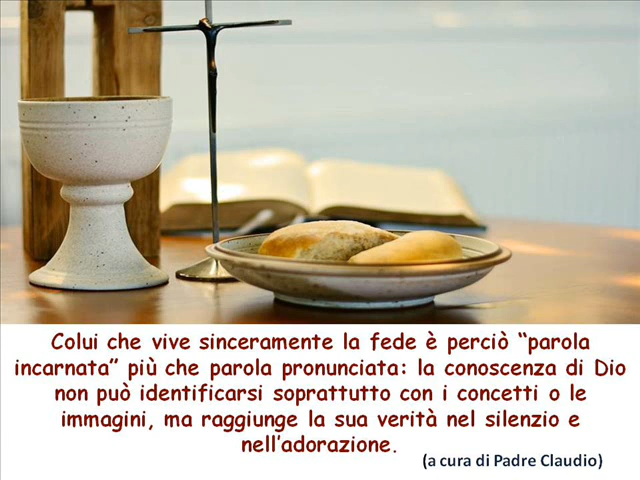 Colui che vive sinceramente la fede è perciò “parola
incarnata” più che parola pronunciata: la conoscenza di Dio
non può identificarsi soprattutto con i concetti o le
immagini, ma raggiunge la sua verità nel silenzio e
nell’adorazione.
(a cura di Padre Claudio)